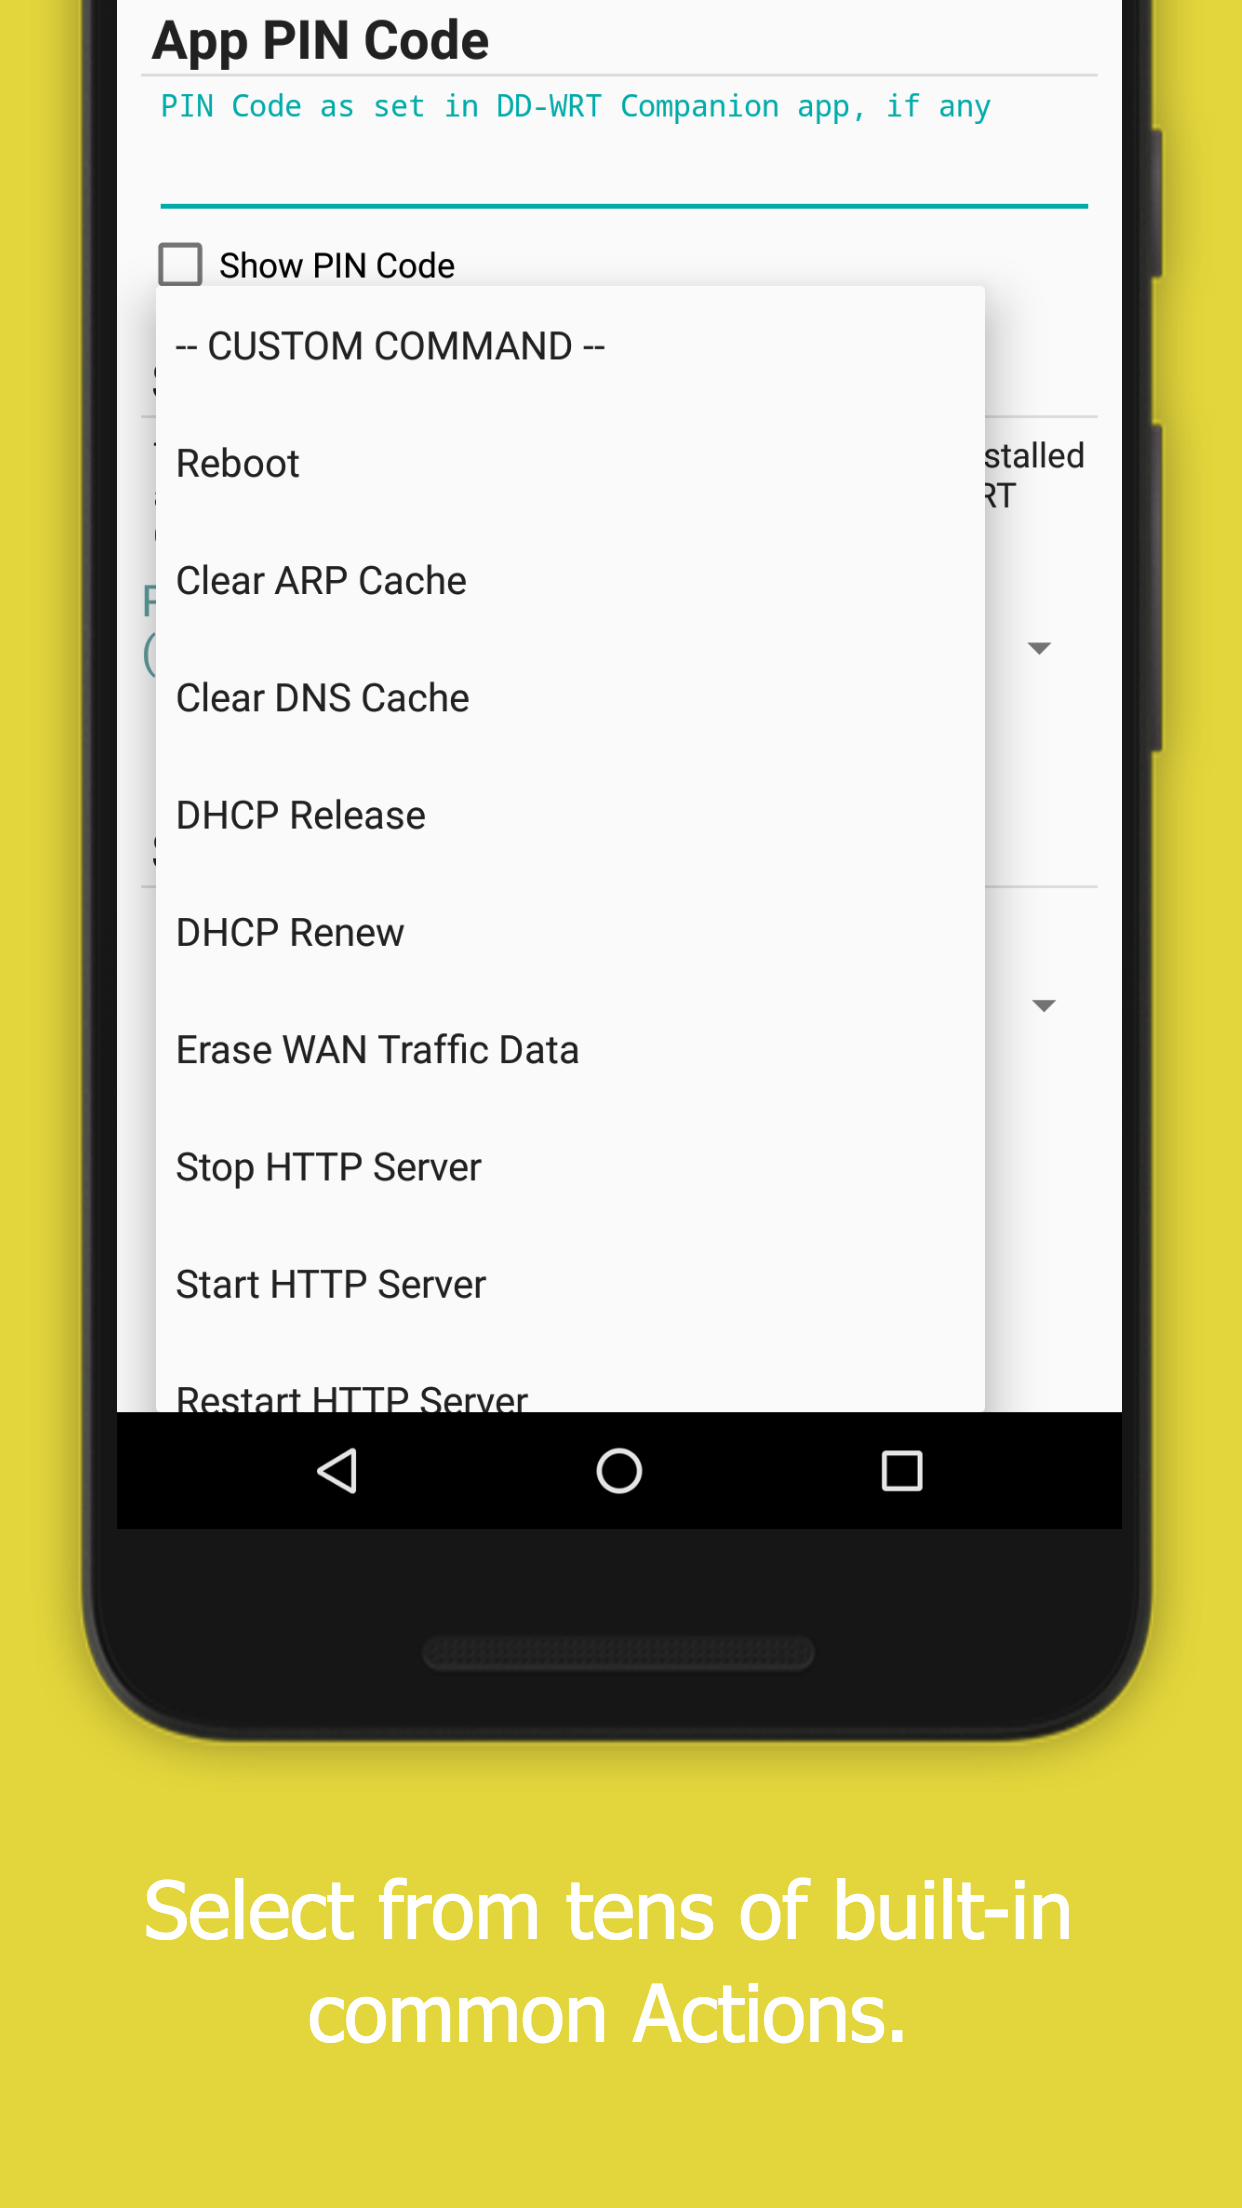 App PIN Code
PIN Code as set in DD-WRT Companion app, if any
Show PIN Code
-- CUSTOM COMMAND --
Reboot
Clear ARP Cache
Clear DNS Cache
DHCP Release
DHCP Renew
Erase WAN Traffic Data
Stop HTTP Server
Start HTTP Server
Restart HTTP Server
Select from tens of built-in
common Actions.